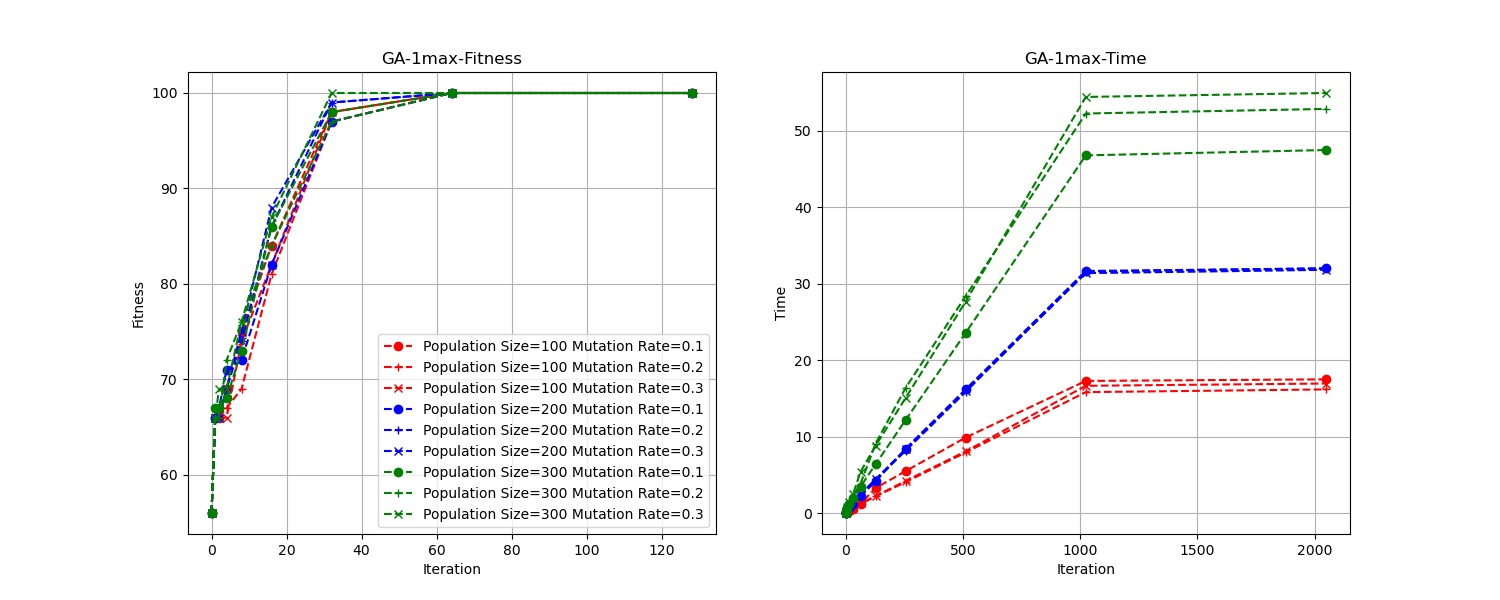 GA-1max-Fitness
Fitness
100
90
80
70
60
0
20
40
60
80
100
120
Iteration
Population Size=100 Mutation Rate=0.1
Population Size=100 Mutation Rate=0.2
Population Size=100 Mutation Rate=0.3
Population Size=200 Mutation Rate=0.1
Population Size=200 Mutation Rate=0.2
Population Size=200 Mutation Rate=0.3
Population Size=300 Mutation Rate=0.1
Population Size=300 Mutation Rate=0.2
Population Size=300 Mutation Rate=0.3
GA-1max-Time
Time
50
40
30
20
10
0
0
500
1000
1500
2000
Iteration